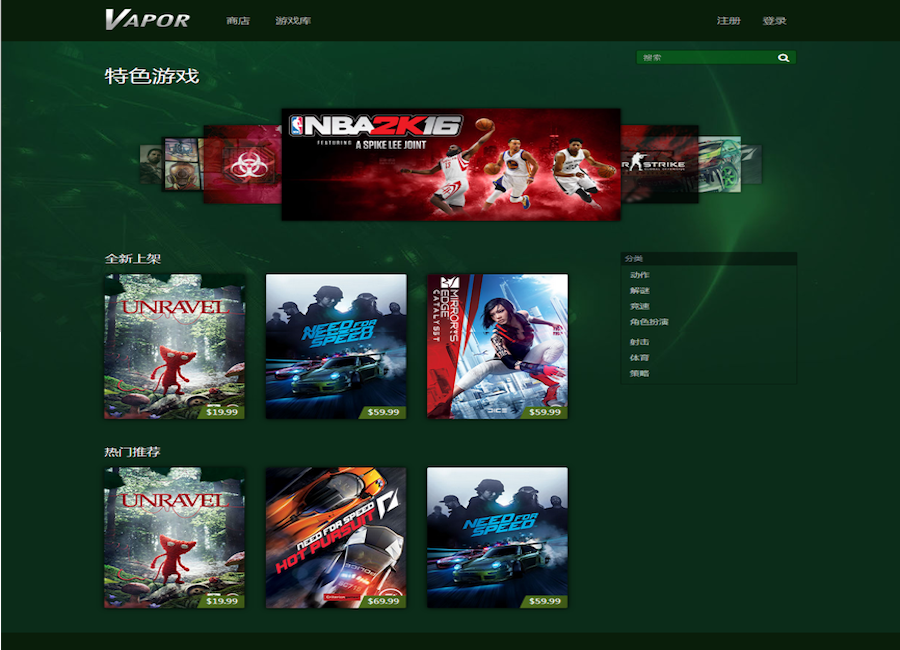 VAPOR 商店 游戏库 注册 登录
搜索
特色游戏
NBA 2K16
FEATURING A SPIKE LEE JOINT
STRIKE
全新上架
分类
动作
解谜
竞速
角色扮演
射击
体育
策略
UNRAVEL
$19.99
NEED FOR SPEED
$59.99
MIRROR'S EDGE
CATALYST
DICE
$59.99
热门推荐
UNRAVEL
$19.99
NEED FOR SPEED
HOT PURSUIT
$69.99
NEED FOR SPEED
$59.99